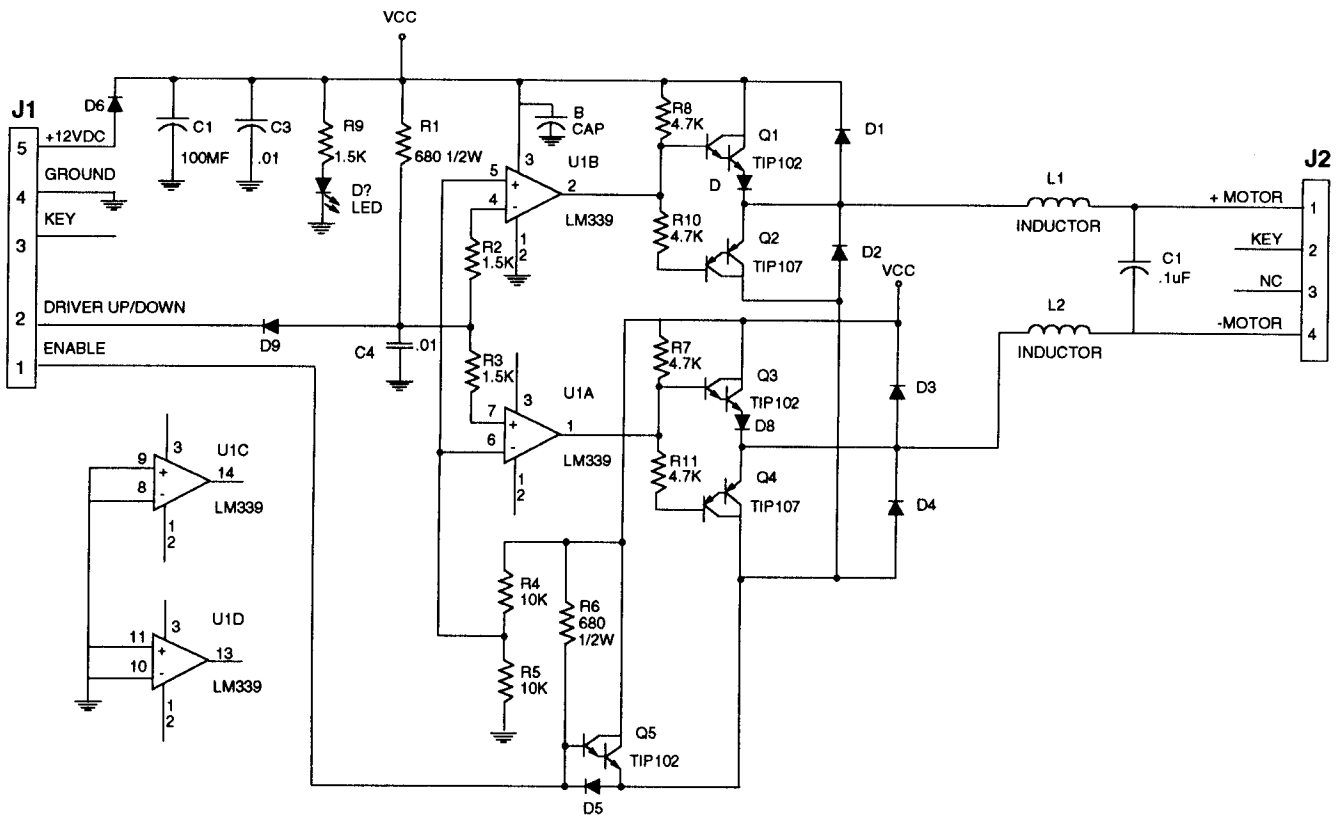 VCC
J1
D6
+12VDC
5
GROUND
4
KEY
3
DRIVER UP/DOWN
2
ENABLE
1
C1
100MF
C3
.01
R9
1.5K
D?
LED
R1
680 1/2W
B
CAP
3
U1B
5
+
4
-
2
LM339
1
2
R2
1.5K
R8
4.7K
Q1
TIP102
D
D1
R10
4.7K
Q2
TIP107
D2
VCC
L1
INDUCTOR
L2
INDUCTOR
C1
.1uF
J2
+ MOTOR
1
KEY
2
NC
3
-MOTOR
4
D9
C4
.01
R3
1.5K
3
U1A
7
+
6
-
1
LM339
1
2
R7
4.7K
Q3
TIP102
D8
D3
R11
4.7K
Q4
TIP107
D4
3
U1C
9
+
8
-
14
LM339
1
2
3
U1D
11
+
10
-
13
LM339
1
2
R4
10K
R6
680
1/2W
R5
10K
Q5
TIP102
D5